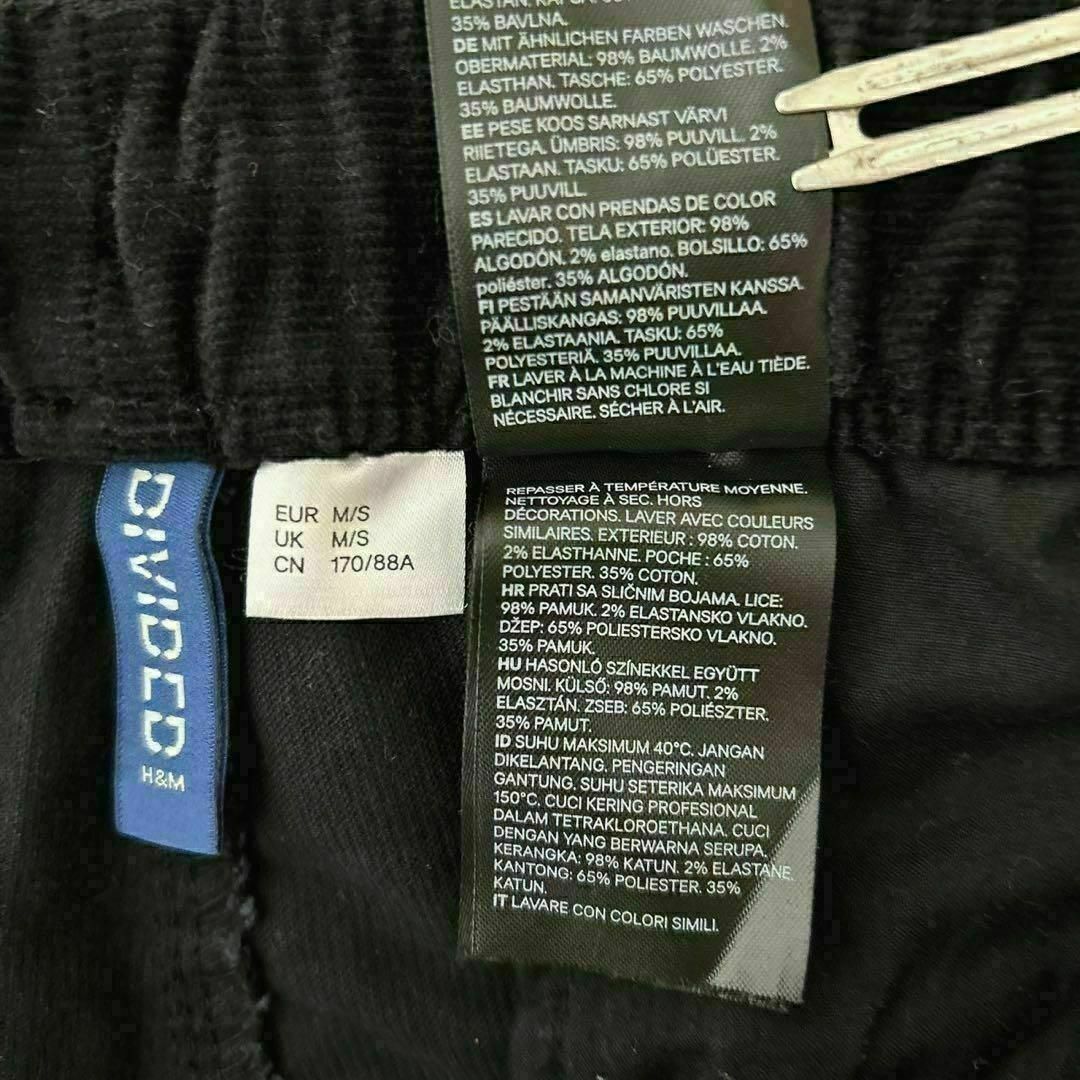 35% BAVLNA.
DE MIT ÄHNLICHEN FARBEN WASCHEN.
OBERMATERIAL: 98% BAUMWOLLE. 2%
ELASTHAN. TASCHE: 65% POLYESTER.
35% BAUMWOLLE.
EE PESE KOOS SARNAST VÄRVI
RIIETEGA. ÜMBRIS: 98% PUUVILL. 2%
ELASTAAN. TASKU: 65% POLÜESTER.
35% PUUVILL.
ES LAVAR CON PRENDAS DE COLOR
PARECIDO. TELA EXTERIOR: 98%
ALGODÓN. 2% elastano. BOLSILLO: 65%
poliéster. 35% ALGODÓN.
FI PESTÄÄN SAMANVÄRISTEN KANSSA.
PÄÄLLISKANGAS: 98% PUUVILLAA.
2% ELASTAANIA. TASKU: 65%
POLYESTERIÄ. 35% PUUVILLAA.
FR LAVER À LA MACHINE À L'EAU TIÈDE.
BLANCHIR SANS CHLORE SI
NÉCESSAIRE. SÉCHER À L'AIR.
REPASSER À TEMPÉRATURE MOYENNE.
NETTOYAGE À SEC. HORS
DÉCORATIONS. LAVER AVEC COULEURS
SIMILAIRES. EXTERIEUR : 98% COTON.
2% ELASTHANNE. POCHE : 65%
POLYESTER. 35% COTON.
HR PRATI SA SLIČNIM BOJAMA. LICE:
98% PAMUK. 2% ELASTANSKO VLAKNO.
DŽEP: 65% POLIESTERSKO VLAKNO.
35% PAMUK.
HU HASONLÓ SZÍNEKKEL EGYÜTT
MOSNI. KÜLSŐ: 98% PAMUT. 2%
ELASZTÁN. ZSEB: 65% POLIÉSZTER.
35% PAMUT.
ID SUHU MAKSIMUM 40°C. JANGAN
DIKELANTANG. PENGERINGAN
GANTUNG. SUHU SETERIKA MAKSIMUM
150°C. CUCI KERING PROFESIONAL
DALAM TETRAKLOROETHANA. CUCI
DENGAN YANG BERWARNA SERUPA.
KERANGKA: 98% KATUN. 2% ELASTANE.
KANTONG: 65% POLIESTER. 35%
KATUN.
IT LAVARE CON COLORI SIMILI.
DIVIDED
H&M
EUR M/S
UK M/S
CN 170/88A